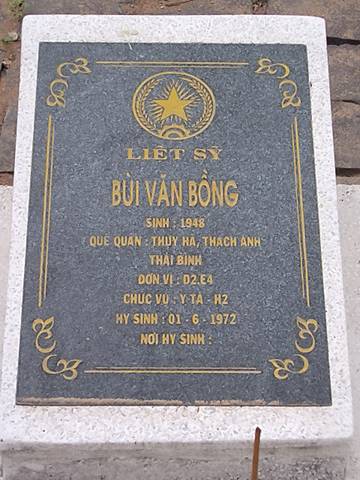 LIỆT SỸ
BÙI VĂN BỒNG
SINH : 1948
QUÊ QUÁN : THUỴ HÀ, THẠCH ANH
THÁI BÌNH
ĐƠN VỊ : D2.E4
CHỨC VỤ : Y TÁ - H2
HY SINH : 01 - 6 - 1972
NƠI HY SINH :